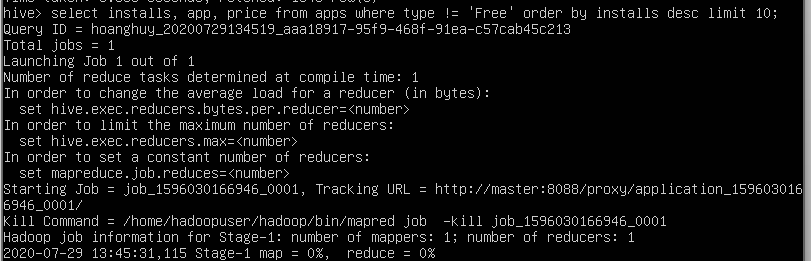 hive> select installs, app, price from apps where type != 'Free' order by installs desc limit 10;
Query ID = hoanghuy_20200729134519_aaa18917-95f9-468f-91ea-c57cab45c213
Total jobs = 1
Launching Job 1 out of 1
Number of reduce tasks determined at compile time: 1
In order to change the average load for a reducer (in bytes):
  set hive.exec.reducers.bytes.per.reducer=<number>
In order to limit the maximum number of reducers:
  set hive.exec.reducers.max=<number>
In order to set a constant number of reducers:
  set mapreduce.job.reduces=<number>
Starting Job = job_1596030166946_0001, Tracking URL = http://master:8088/proxy/application_159603016
6946_0001/
Kill Command = /home/hadoopuser/hadoop/bin/mapred job  -kill job_1596030166946_0001
Hadoop job information for Stage-1: number of mappers: 1; number of reducers: 1
2020-07-29 13:45:31,115 Stage-1 map = 0%,  reduce = 0%